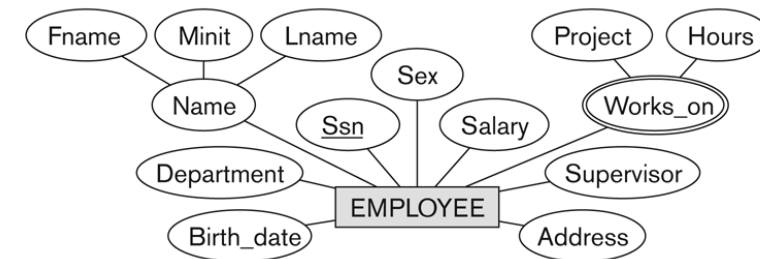 Fname Minit Lname Project Hours
Name Sex Works_on
Ssn Salary
Department Supervisor
EMPLOYEE
Birth_date Address